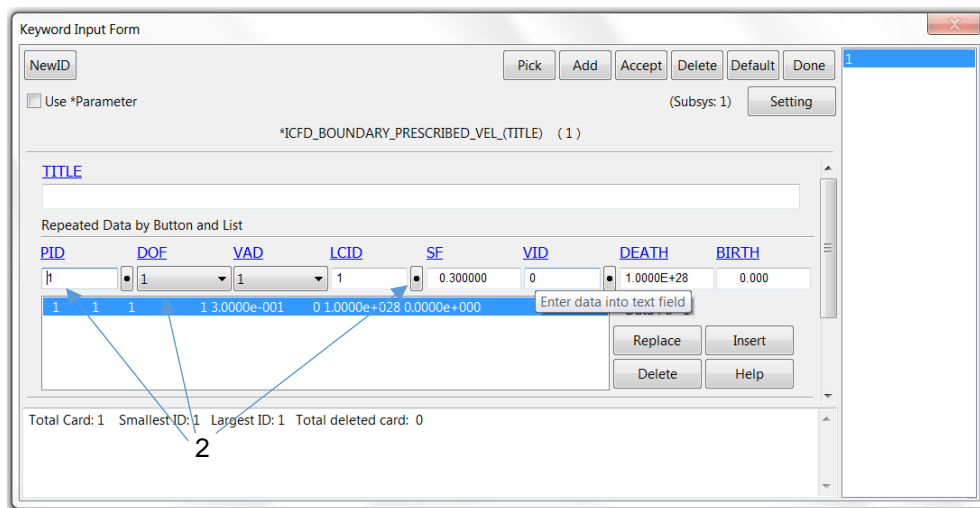 Keyword Input Form
NewID Pick Add Accept Delete Default Done
1
Use *Parameter (Subsys: 1) Setting
*ICFD_BOUNDARY_PRESCRIBED_VEL_(TITLE) (1)
TITLE
Repeated Data by Button and List
PID DOF VAD LCID SF VID DEATH BIRTH
1 1 1 1 0.300000 0 1.0000E+28 0.000
1 1 1 1 3.0000e-001 0 1.0000e+028 0.0000e+000
Enter data into text field
Replace Insert
Delete Help
Total Card: 1 Smallest ID: 1 Largest ID: 1 Total deleted card: 0
2